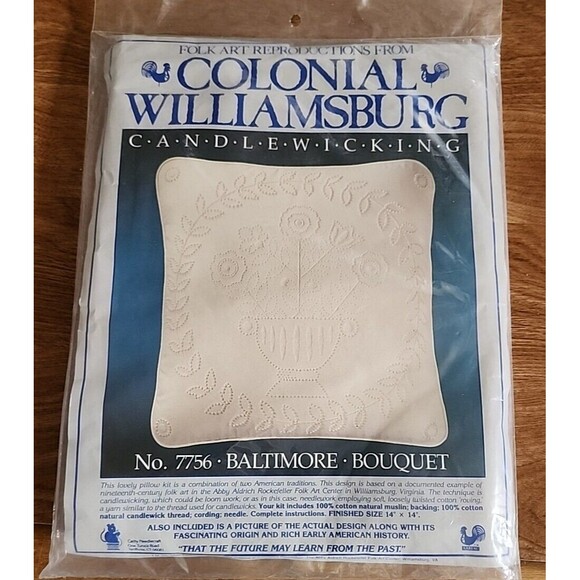 FOLK ART REPRODUCTIONS FROM
COLONIAL
WILLIAMSBURG
C·A·N·D·L·E·W·I·C·K·I·N·G
No. 7756 · BALTIMORE · BOUQUET
This lovely pillow kit is a combination of two American traditions. This design is based on a documented example of
nineteenth-century folk art in the Abby Aldrich Rockefeller Folk Art Center in Williamsburg, Virginia. The technique is
candlewicking, which could be loom work, or as in this case, needlework, employing soft, loosely twisted cotton 'roving,'
a yarn similar to the thread used for candlewicks. Your kit includes 100% cotton natural muslin; backing; 100% cotton
natural candlewick thread; cording; needle. Complete instructions. FINISHED SIZE 14" × 14".
ALSO INCLUDED IS A PICTURE OF THE ACTUAL DESIGN ALONG WITH ITS
FASCINATING ORIGIN AND RICH EARLY AMERICAN HISTORY.
"THAT THE FUTURE MAY LEARN FROM THE PAST."